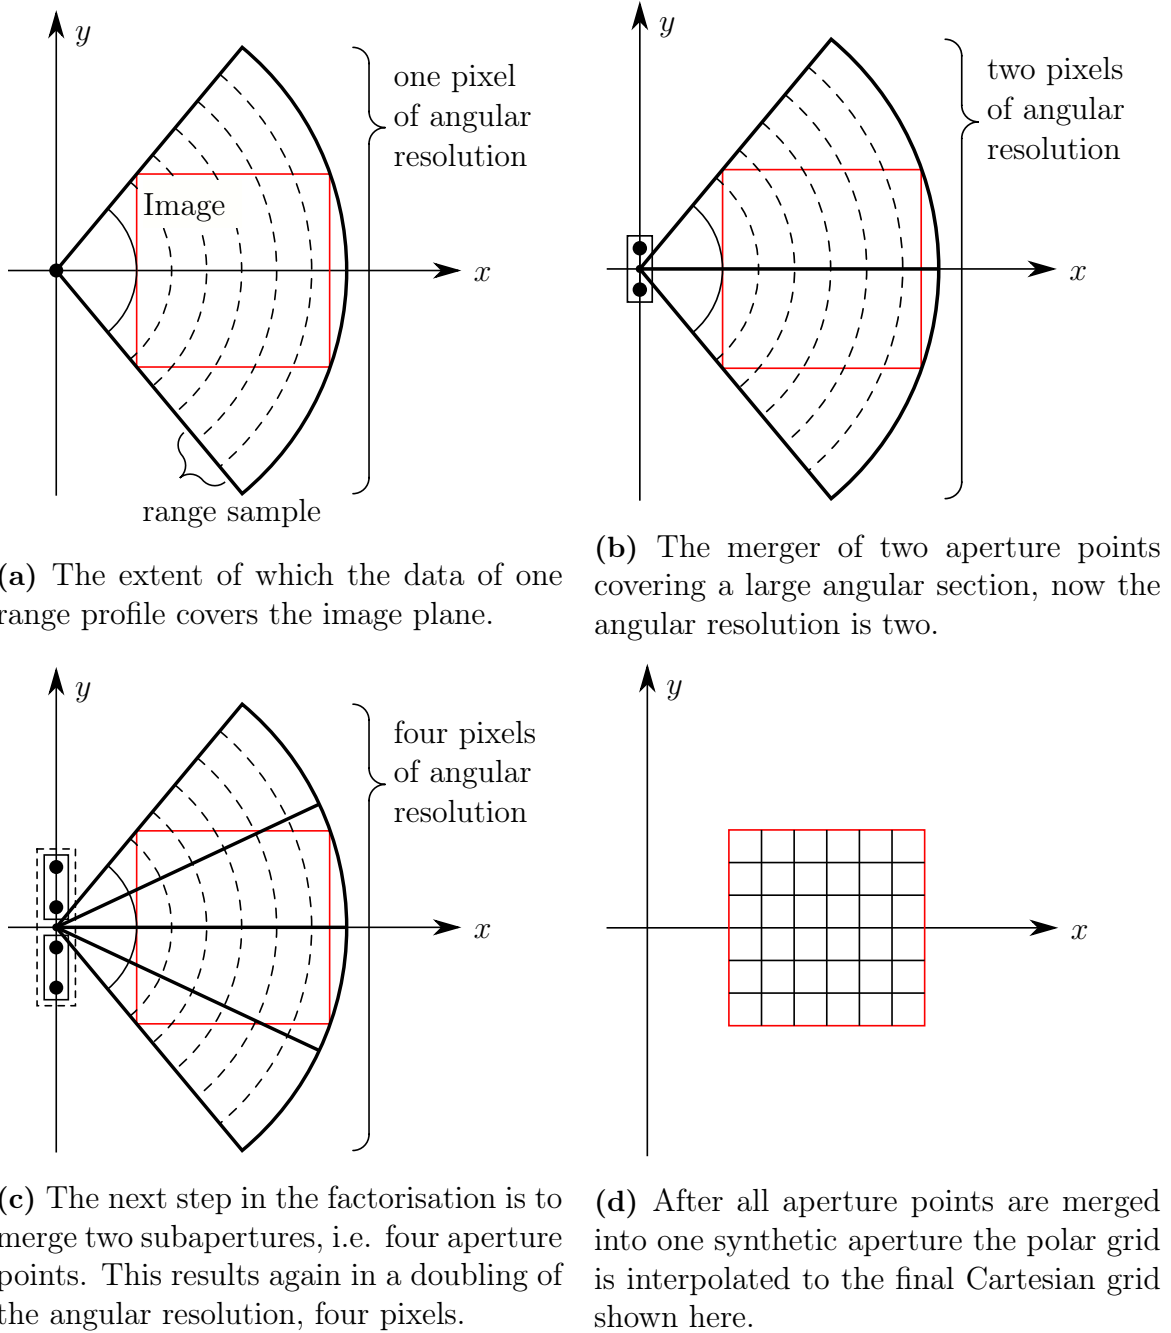 y
one pixel
of angular
resolution
Image
x
range sample
(a) The extent of which the data of one
range profile covers the image plane.
y
two pixels
of angular
resolution
x
(b) The merger of two aperture points
covering a large angular section, now the
angular resolution is two.
y
four pixels
of angular
resolution
x
(c) The next step in the factorisation is to
merge two subapertures, i.e. four aperture
points. This results again in a doubling of
the angular resolution, four pixels.
y
x
(d) After all aperture points are merged
into one synthetic aperture the polar grid
is interpolated to the final Cartesian grid
shown here.